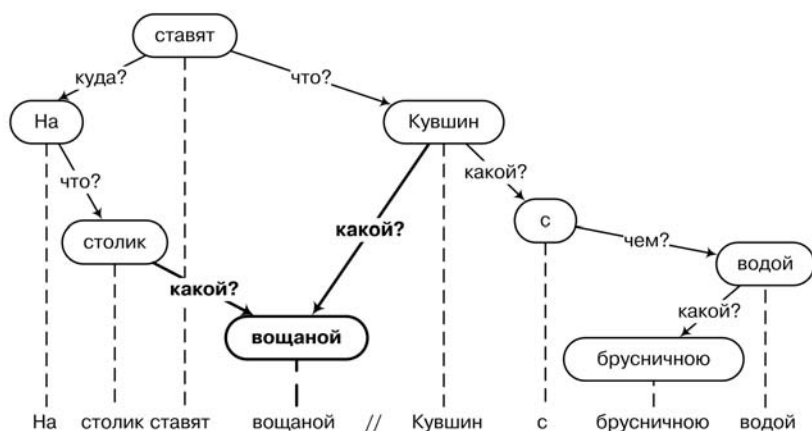 ставят
куда?
что?
На
Кувшин
что?
какой?
столик
какой?
с
чем?
водой
какой?
вощаной
какой?
брусничною
На столик ставят вощаной // Кувшин с брусничною водой